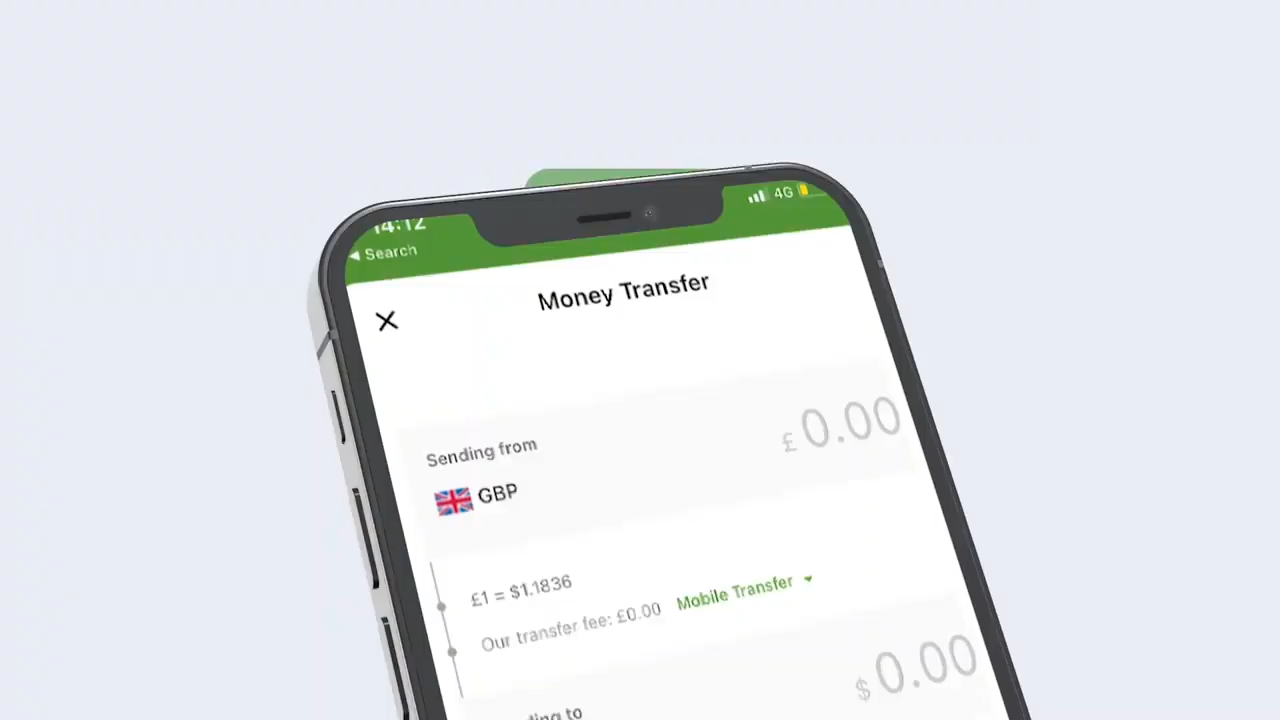 14:12
4G
Search
Money Transfer
Sending from
£ 0.00
GBP
£1 = $1.1836
Our transfer fee: £0.00 Mobile Transfer
$ 0.00
to